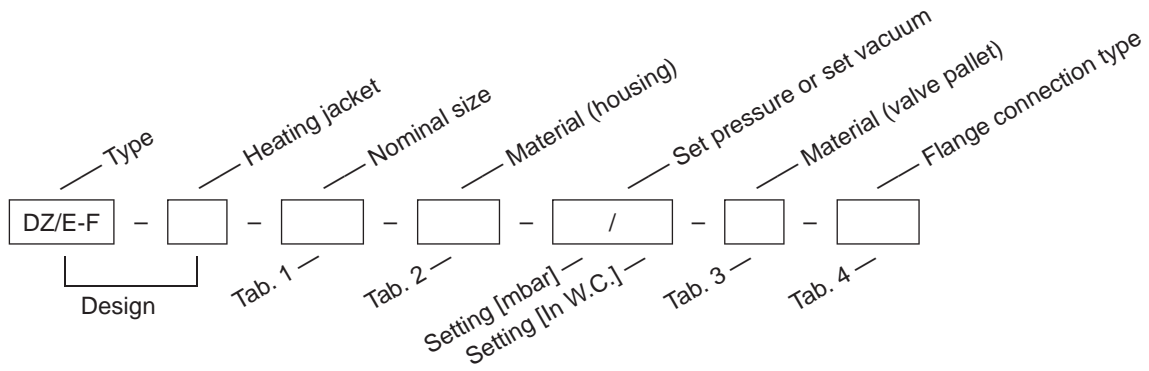 Type
Heating jacket
Nominal size
Material (housing)
Set pressure or set vacuum
Material (valve pallet)
Flange connection type
DZ/E-F – – – – / – –
Design
Tab. 1
Tab. 2
Setting [mbar]
Setting [In W.C.]
Tab. 3
Tab. 4